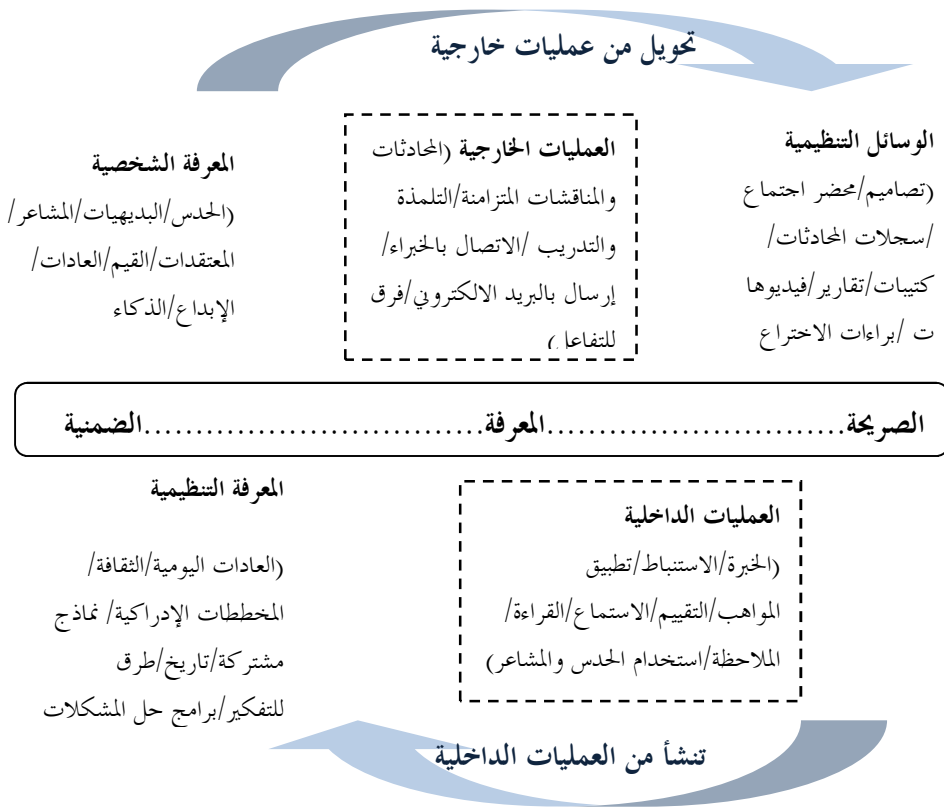 تحويل من عمليات خارجية
الوسائل التنظيمية
(تصاميم/محضر اجتماع
/سجلات المحادثات/
كتيبات/تقارير/فيديوها
ت /براءات الاختراع
العمليات الخارجية (المحادثات
والمناقشات المتزامنة/التلمذة
والتدريب /الاتصال بالخبراء/
إرسال بالبريد الالكتروني/فرق
للتفاعل)
المعرفة الشخصية
(الحدس/البديهيات/المشاعر/
المعتقدات/القيم/العادات/
الإبداع/الذكاء
الصريحة............................المعرفة.................................الضمنية
العمليات الداخلية
(الخبرة/الاستنباط/تطبيق
المواهب/التقييم/الاستماع/القراءة/
الملاحظة/استخدام الحدس والمشاعر)
المعرفة التنظيمية
(العادات اليومية/الثقافة/
المخططات الإدراكية/ نماذج
مشتركة/تاريخ/طرق
للتفكير/برامج حل المشكلات
تنشأ من العمليات الداخلية